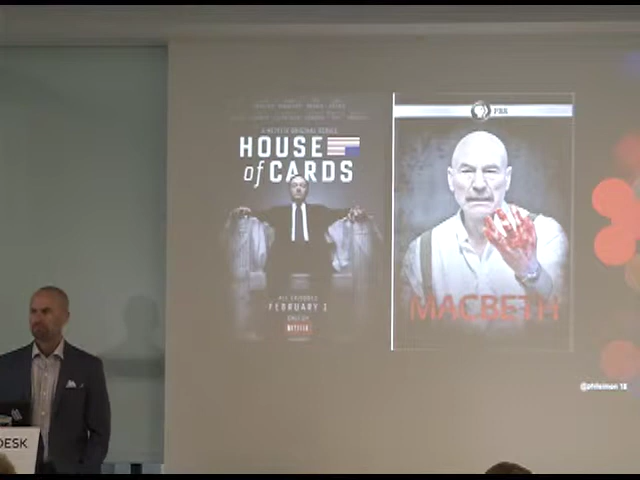 A NETFLIX ORIGINAL SERIES
HOUSE
of CARDS
ALL EPISODES
FEBRUARY 1
ONLY ON
NETFLIX
PBS
MACBETH
DESK